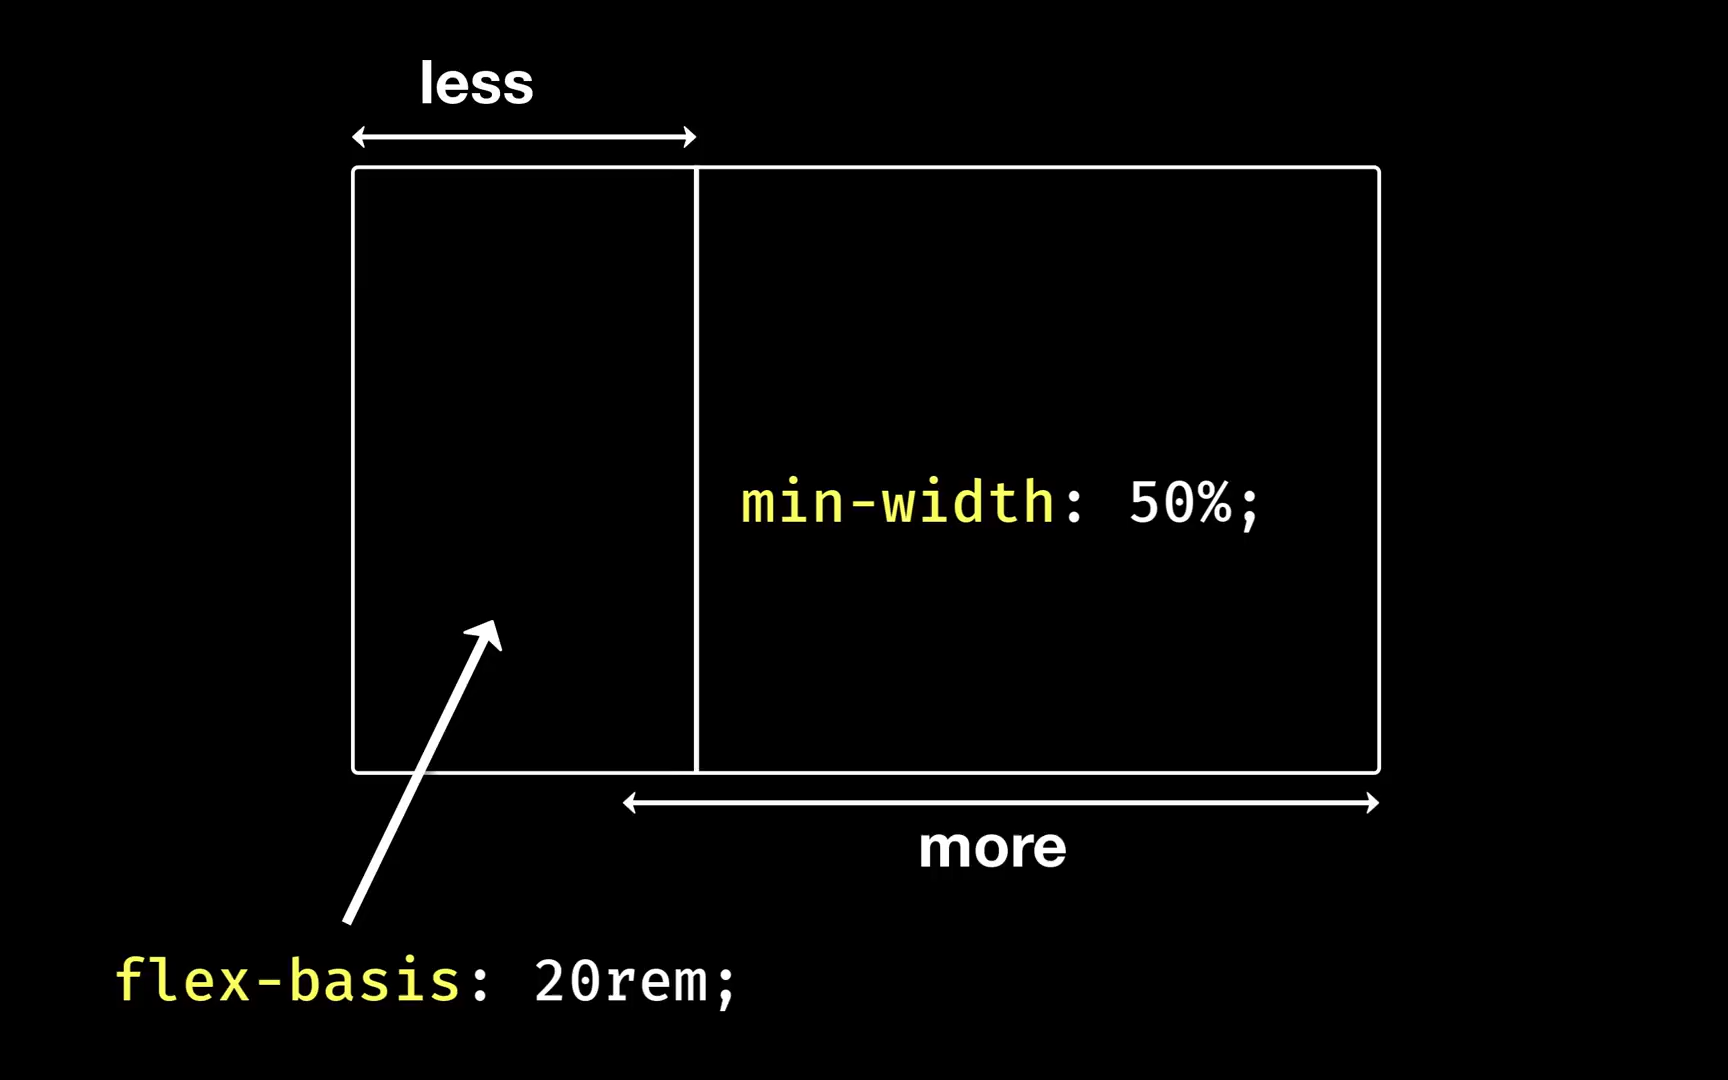 less
min-width: 50%;
more
flex-basis: 20rem;